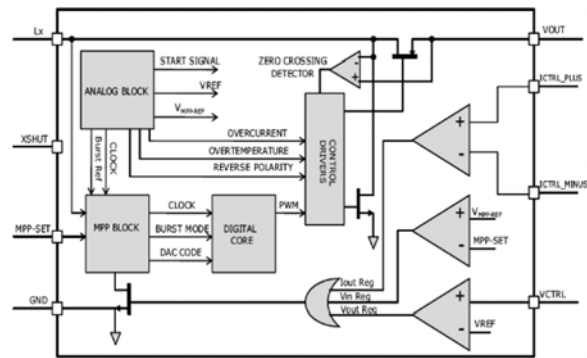 Lx
VOUT
START SIGNAL
ZERO CROSSING
DETECTOR
-
+
ANALOG BLOCK
VREF
VMPP-REF
ICTRL_PLUS
+
-
XSHUT
OVERCURRENT
OVERTEMPERATURE
REVERSE POLARITY
CONTROL
DRIVERS
CLOCK
Burst Ref
ICTRL_MINUS
MPP-SET
MPP BLOCK
CLOCK
BURST MODE
DAC CODE
DIGITAL
CORE
PWM
+
VMPP-REF
-
MPP-SET
GND
Iout Reg
Vin Reg
Vout Reg
+
VCTRL
-
VREF